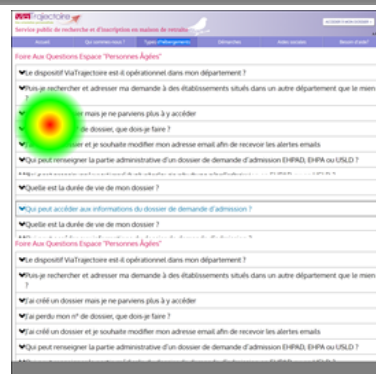 ViaTrajectoire
Service public de recherche et d'inscription en maison de retraite
Accueil Qui sommes-nous ? Types d'hébergements Démarches Aides sociales Besoin d'aide?
Foire Aux Questions Espace "Personnes Âgées"
Le dispositif ViaTrajectoire est-il opérationnel dans mon département ?
Puis-je rechercher et adresser ma demande à des établissements situés dans un autre département que le mien
?
mais je ne parviens plus à y accéder
de dossier, que dois-je faire ?
et je souhaite modifier mon adresse email afin de recevoir les alertes emails
Qui peut renseigner la partie administrative d'un dossier de demande d'admission EHPAD, EHPA ou USLD ?
Quelle est la durée de vie de mon dossier ?
Qui peut accéder aux informations du dossier de demande d'admission ?
Quelle est la durée de vie de mon dossier ?
Foire Aux Questions Espace "Personnes Âgées"
Le dispositif ViaTrajectoire est-il opérationnel dans mon département ?
Puis-je rechercher et adresser ma demande à des établissements situés dans un autre département que le mien
?
J'ai créé un dossier mais je ne parviens plus à y accéder
J'ai perdu mon n° de dossier, que dois-je faire ?
J'ai créé un dossier et je souhaite modifier mon adresse email afin de recevoir les alertes emails
Qui peut renseigner la partie administrative d'un dossier de demande d'admission EHPAD, EHPA ou USLD ?